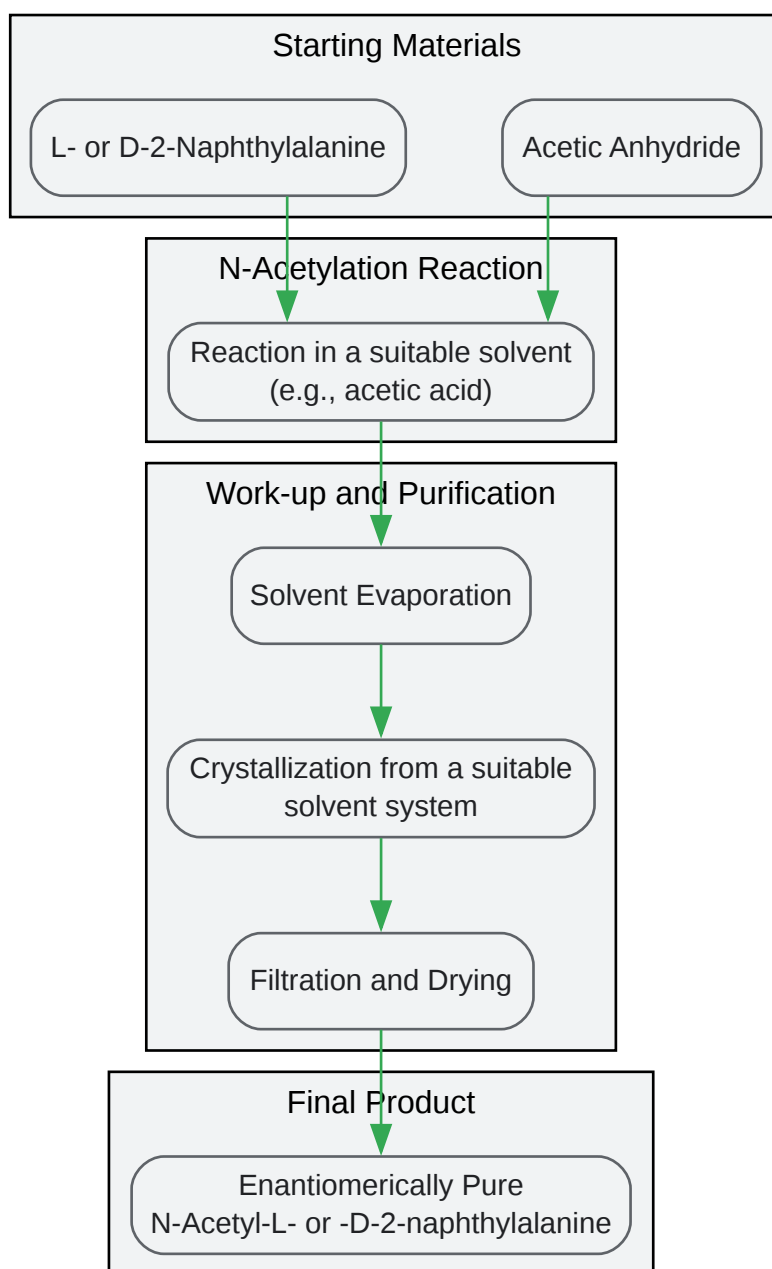 Starting Materials
L- or D-2-Naphthylalanine
Acetic Anhydride
N-Acetylation Reaction
Reaction in a suitable solvent
(e.g., acetic acid)
Work-up and Purification
Solvent Evaporation
Crystallization from a suitable
solvent system
Filtration and Drying
Final Product
Enantiomerically Pure
N-Acetyl-L- or -D-2-naphthylalanine